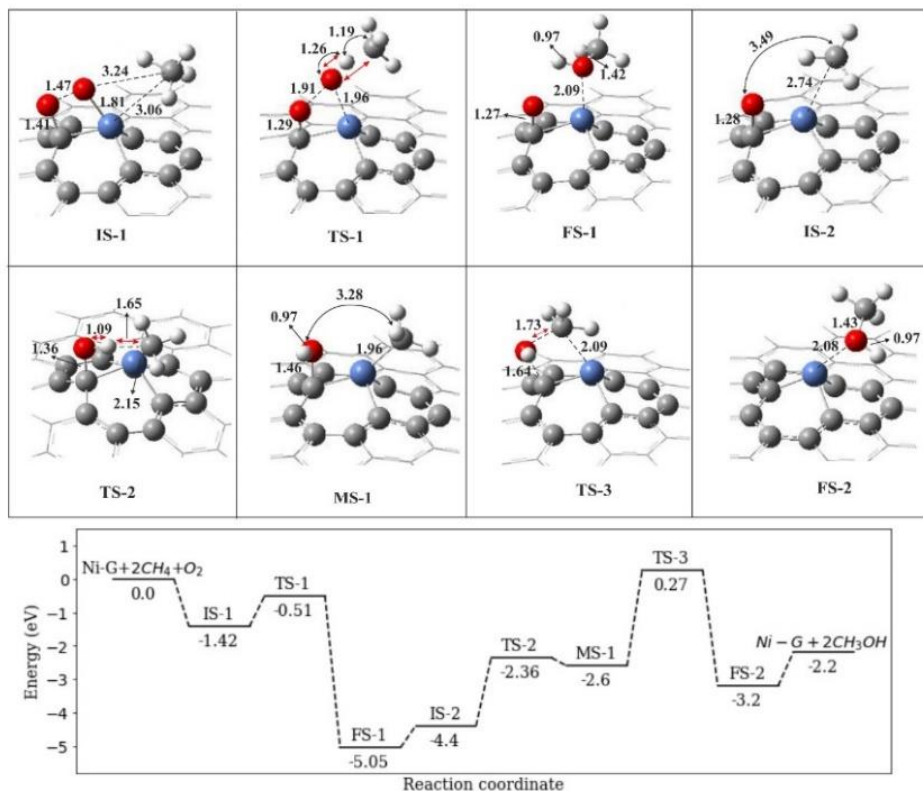 3.24
1.47
1.81
3.06
1.41
IS-1
1.19
1.26
1.91
1.96
1.29
TS-1
0.97
1.42
2.09
1.27
FS-1
3.49
2.74
1.28
IS-2
1.65
1.09
1.36
2.15
TS-2
3.28
0.97
1.96
1.46
MS-1
1.73
2.09
1.64
TS-3
1.43
0.97
2.08
FS-2
Energy (eV)
1
0
−1
−2
−3
−4
−5
Ni-G+2CH₄+O₂
0.0
IS-1
-1.42
TS-1
-0.51
FS-1
-5.05
IS-2
-4.4
TS-2
-2.36
MS-1
-2.6
TS-3
0.27
FS-2
-3.2
Ni − G + 2CH₃OH
-2.2
Reaction coordinate